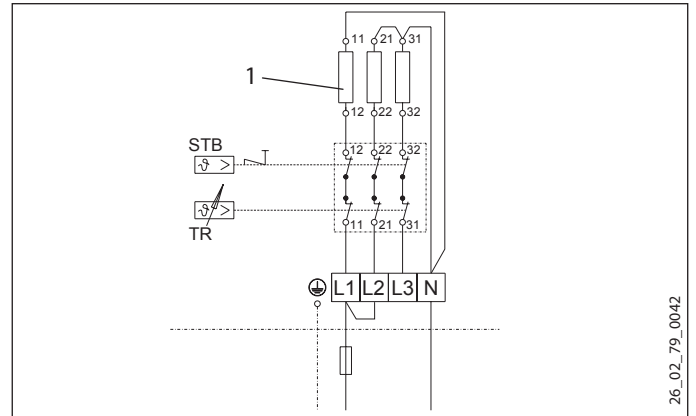 11 21 31
1
12 22 32
STB
12 22 32
ϑ >
ϑ >
TR
11 21 31
L1 L2 L3 N
26_02_79_0042